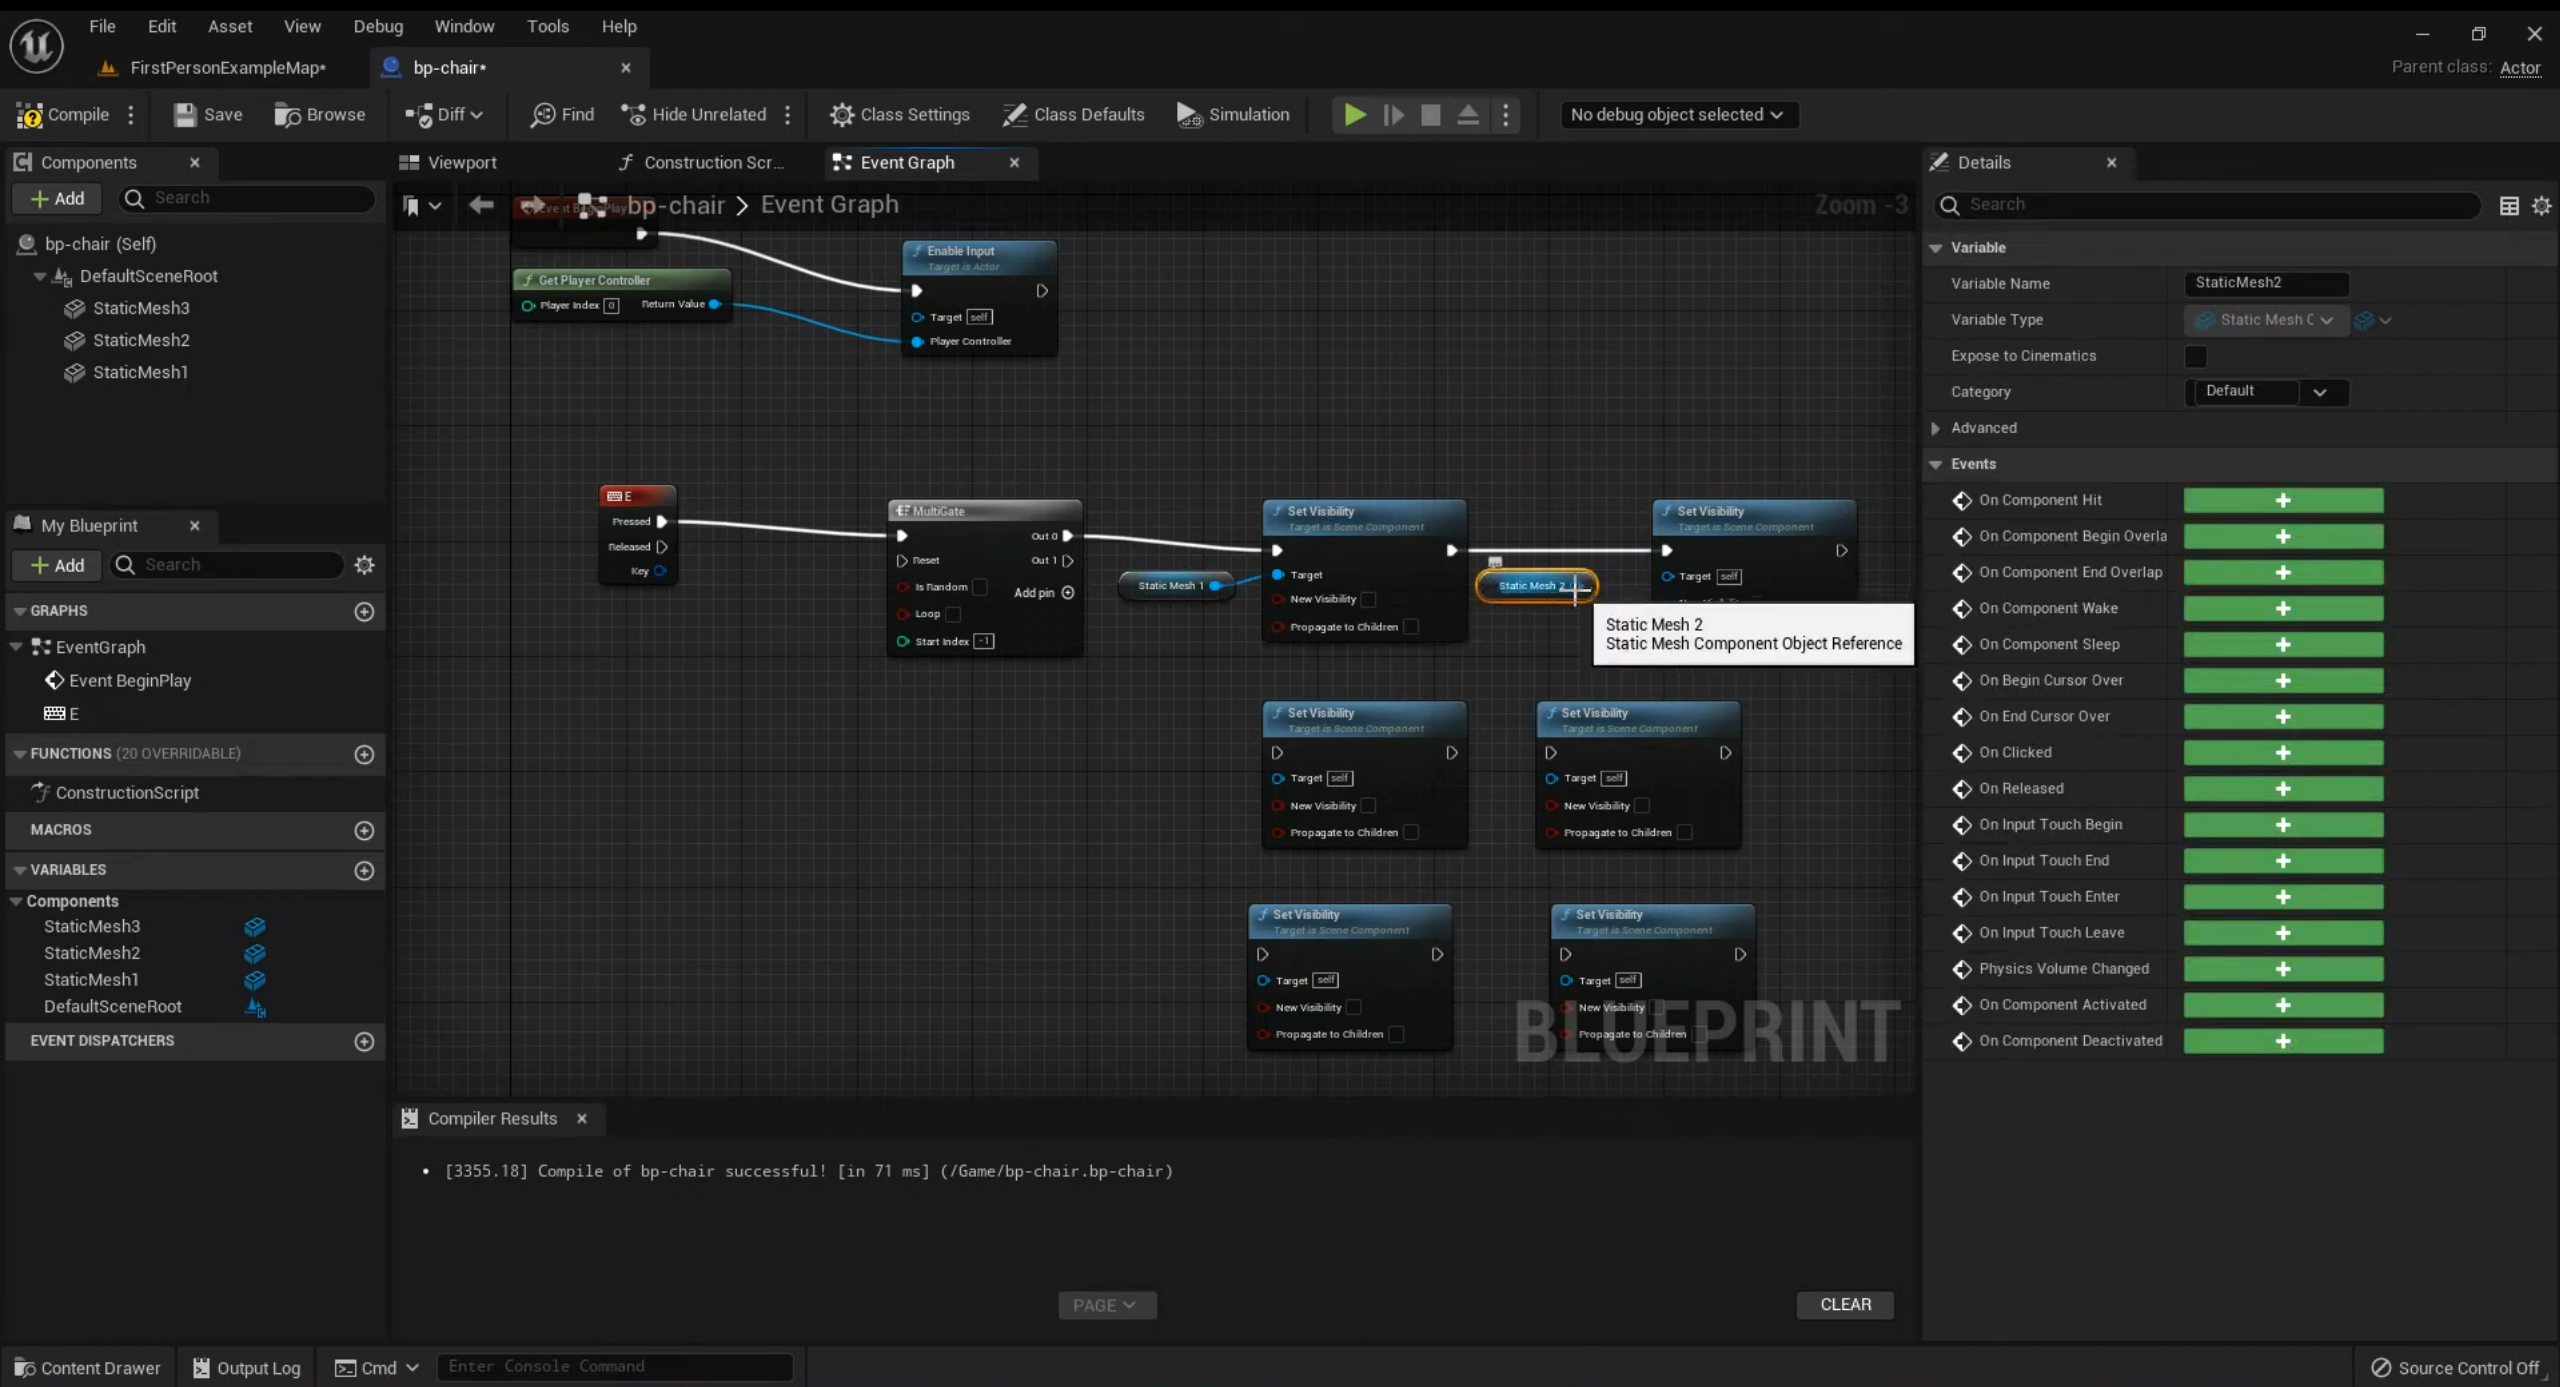 File Edit Asset View Debug Window Tools Help
FirstPersonExampleMap*
bp-chair*
Parent class: Actor
Compile
Save
Browse
Diff
Find
Hide Unrelated
Class Settings
Class Defaults
Simulation
No debug object selected
Components
Add
Search
bp-chair (Self)
DefaultSceneRoot
StaticMesh3
StaticMesh2
StaticMesh1
My Blueprint
Add
Search
GRAPHS
EventGraph
Event BeginPlay
E
FUNCTIONS (20 OVERRIDABLE)
ConstructionScript
MACROS
VARIABLES
Components
StaticMesh3
StaticMesh2
StaticMesh1
DefaultSceneRoot
EVENT DISPATCHERS
Viewport
Construction Scr...
Event Graph
bp-chair > Event Graph
Zoom -3
Event BeginPlay
Get Player Controller
Player Index 0 Return Value
Enable Input
Target is Actor
Target self
Player Controller
E
Pressed
Released
Key
MultiGate
Out 0
Reset Out 1
Is Random Add pin
Loop
Start Index -1
Static Mesh 1
Set Visibility
Target is Scene Component
Target
New Visibility
Propagate to Children
Static Mesh 2
Set Visibility
Target is Scene Component
Target self
Static Mesh 2
Static Mesh Component Object Reference
Set Visibility
Target is Scene Component
Target self
New Visibility
Propagate to Children
Set Visibility
Target is Scene Component
Target self
New Visibility
Propagate to Children
Set Visibility
Target is Scene Component
Target self
New Visibility
Propagate to Children
Set Visibility
Target is Scene Component
Target self
New Visibility
Propagate to Children
BLUEPRINT
Compiler Results
[3355.18] Compile of bp-chair successful! [in 71 ms] (/Game/bp-chair.bp-chair)
PAGE
CLEAR
Details
Search
Variable
Variable Name StaticMesh2
Variable Type Static Mesh C
Expose to Cinematics
Category Default
Advanced
Events
On Component Hit
On Component Begin Overla
On Component End Overlap
On Component Wake
On Component Sleep
On Begin Cursor Over
On End Cursor Over
On Clicked
On Released
On Input Touch Begin
On Input Touch End
On Input Touch Enter
On Input Touch Leave
Physics Volume Changed
On Component Activated
On Component Deactivated
Content Drawer
Output Log
Cmd
Enter Console Command
Source Control Off